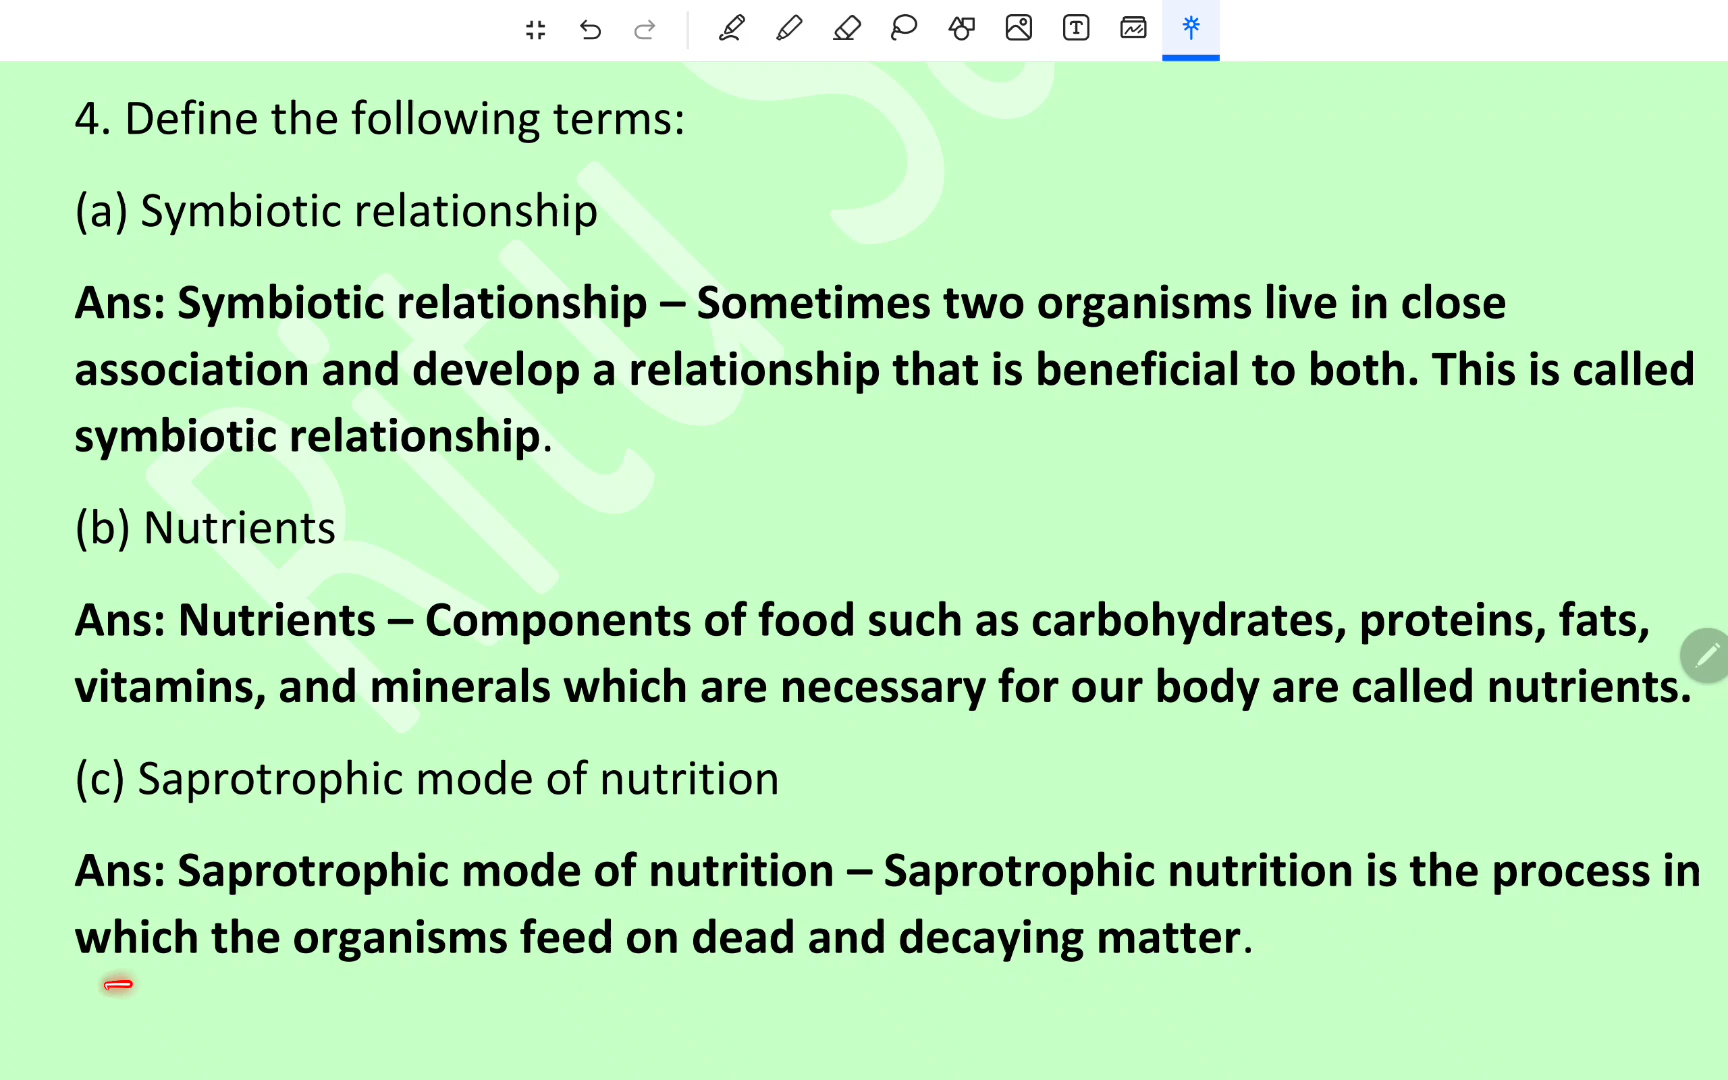 4. Define the following terms:
(a) Symbiotic relationship
Ans: Symbiotic relationship – Sometimes two organisms live in close
association and develop a relationship that is beneficial to both. This is called
symbiotic relationship.
(b) Nutrients
Ans: Nutrients – Components of food such as carbohydrates, proteins, fats,
vitamins, and minerals which are necessary for our body are called nutrients.
(c) Saprotrophic mode of nutrition
Ans: Saprotrophic mode of nutrition – Saprotrophic nutrition is the process in
which the organisms feed on dead and decaying matter.
Ritu